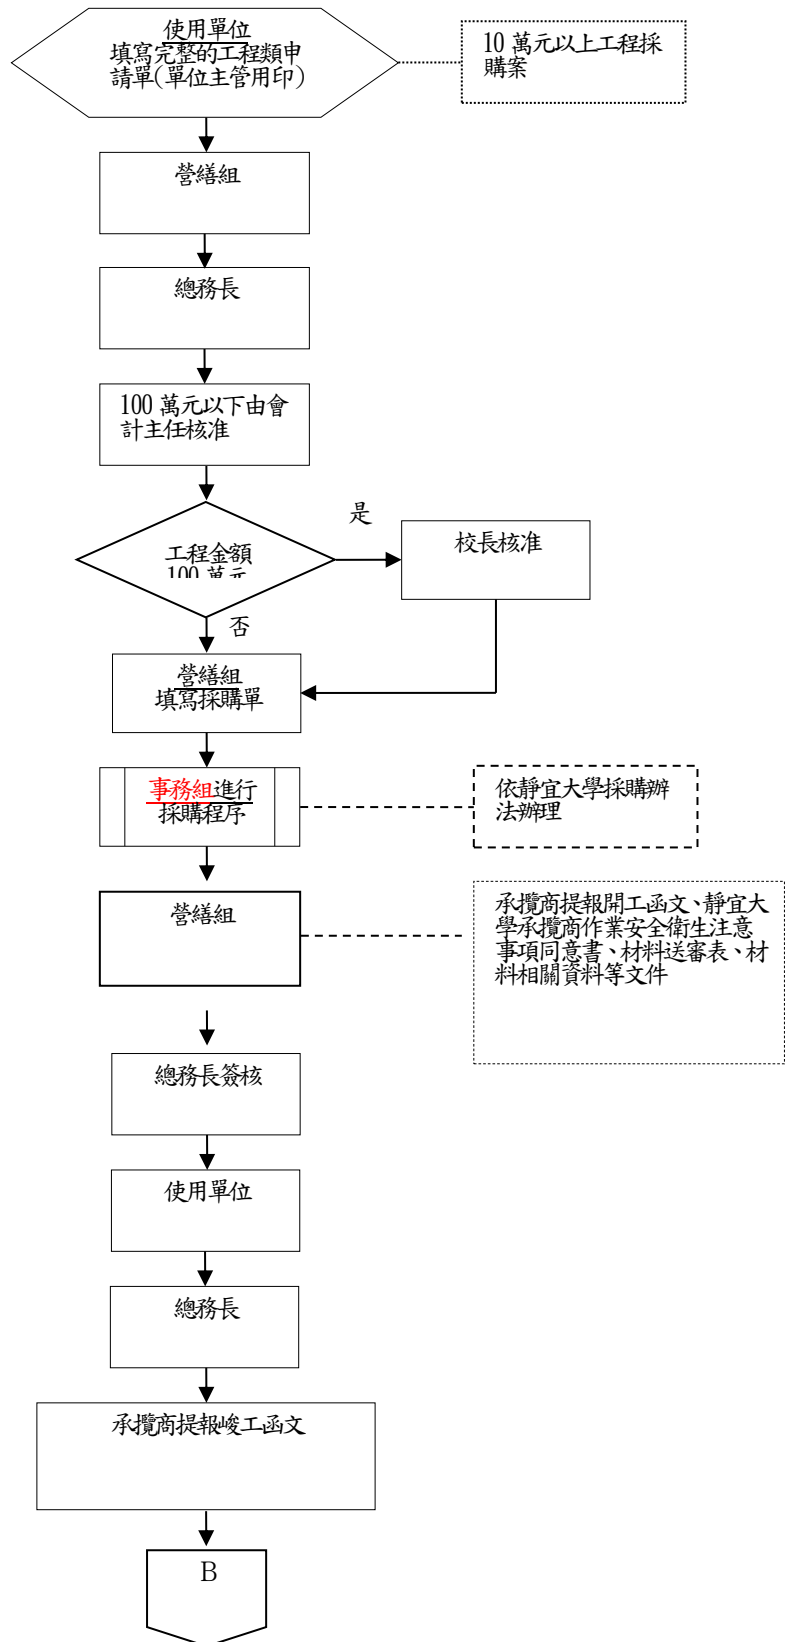 使用單位
填寫完整的工程類申
請單(單位主管用印)
10 萬元以上工程採
購案
營繕組
總務長
100 萬元以下由會
計主任核准
是
工程金額
100 萬元
校長核准
否
營繕組
填寫採購單
事務組進行
採購程序
依靜宜大學採購辦
法辦理
營繕組
承攬商提報開工函文、靜宜大
學承攬商作業安全衛生注意
事項同意書、材料送審表、材
料相關資料等文件
總務長簽核
使用單位
總務長
承攬商提報峻工函文
B